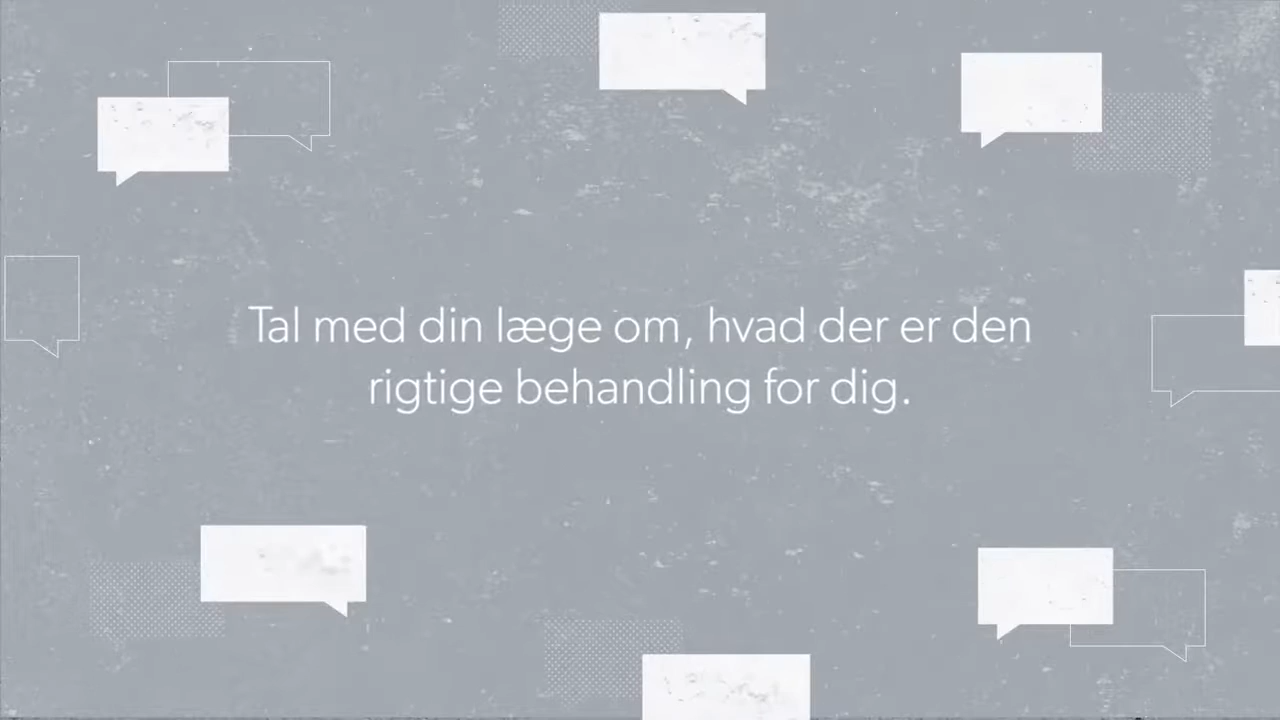 Tal med din læge om, hvad der er den
rigtige behandling for dig.